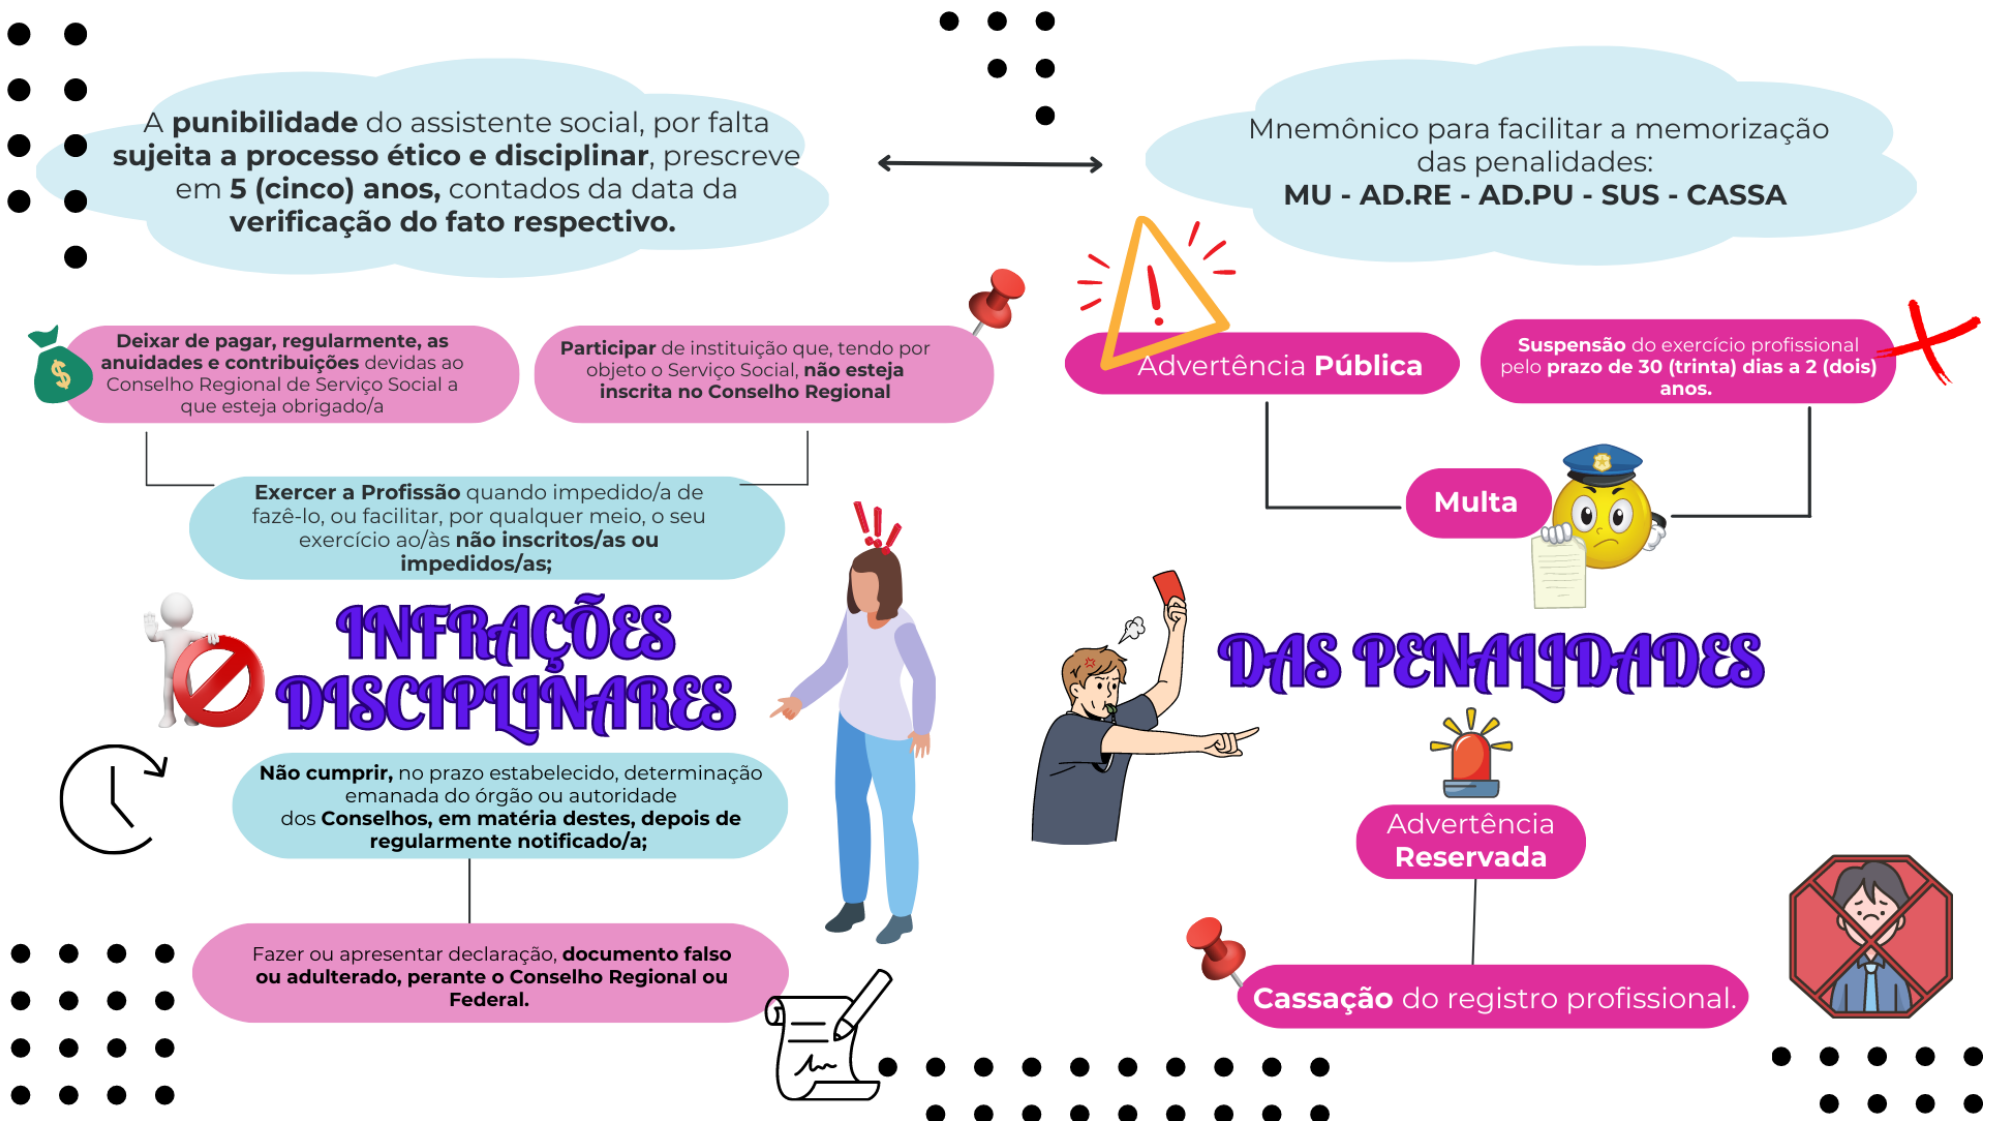 A punibilidade do assistente social, por falta
sujeita a processo ético e disciplinar, prescreve
em 5 (cinco) anos, contados da data da
verificação do fato respectivo.
Mnemônico para facilitar a memorização
das penalidades:
MU - AD.RE - AD.PU - SUS - CASSA
Deixar de pagar, regularmente, as
anuidades e contribuições devidas ao
Conselho Regional de Serviço Social a
que esteja obrigado/a
Participar de instituição que, tendo por
objeto o Serviço Social, não esteja
inscrita no Conselho Regional
Exercer a Profissão quando impedido/a de
fazê-lo, ou facilitar, por qualquer meio, o seu
exercício ao/às não inscritos/as ou
impedidos/as;
INFRAÇÕES
DISCIPLINARES
Não cumprir, no prazo estabelecido, determinação
emanada do órgão ou autoridade
dos Conselhos, em matéria destes, depois de
regularmente notificado/a;
Fazer ou apresentar declaração, documento falso
ou adulterado, perante o Conselho Regional ou
Federal.
Advertência Pública
Suspensão do exercício profissional
pelo prazo de 30 (trinta) dias a 2 (dois)
anos.
Multa
DAS PENALIDADES
Advertência
Reservada
Cassação do registro profissional.